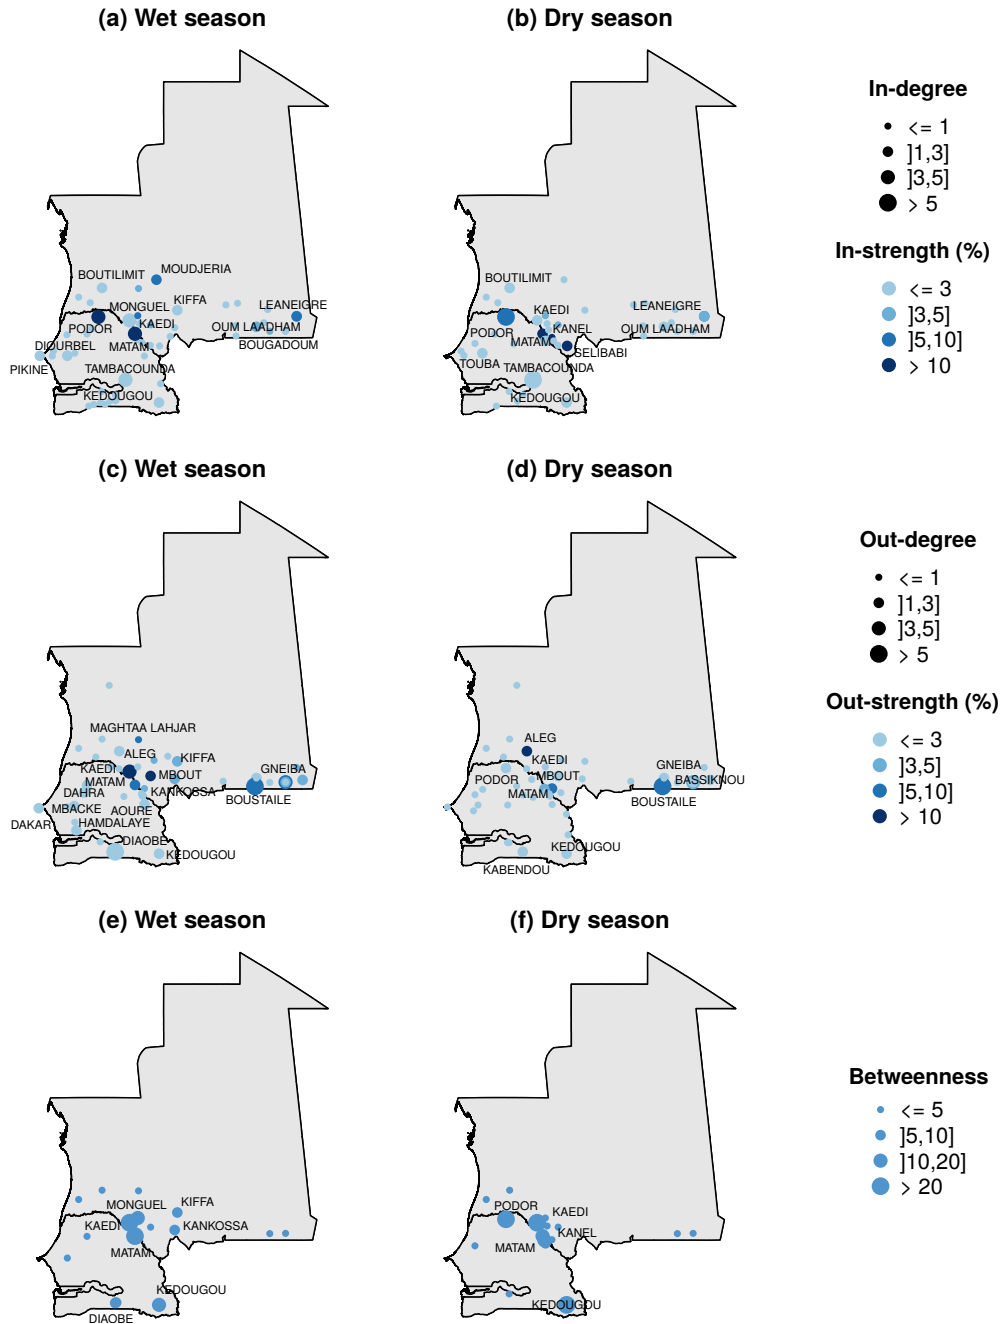 (a) Wet season
(b) Dry season
In-degree
<= 1
]1,3]
]3,5]
> 5
In-strength (%)
<= 3
]3,5]
]5,10]
> 10
MOUDJERIA
BOUTILIMIT
KIFFA
MONGUEL
LEANEIGRE
PODOR
KAEDI
OUM LAADHAM
DIOURBEL
MATAM
BOUGADOUM
PIKINE
TAMBACOUNDA
KEDOUGOU
BOUTILIMIT
KAEDI
LEANEIGRE
PODOR
KANEL
OUM LAADHAM
MATAM
SELIBABI
TOUBA
TAMBACOUNDA
KEDOUGOU
(c) Wet season
(d) Dry season
Out-degree
<= 1
]1,3]
]3,5]
> 5
Out-strength (%)
<= 3
]3,5]
]5,10]
> 10
MAGHTAA LAHJAR
ALEG
KIFFA
KAEDI
MBOUT
GNEIBA
MATAM
DAHRA
KANKOSSA
BOUSTAILE
MBACKE
AOURE
DAKAR
HAMDALAYE
DIAOBE
KEDOUGOU
ALEG
KAEDI
GNEIBA
PODOR
MBOUT
BASSIKNOU
MATAM
BOUSTAILE
KEDOUGOU
KABENDOU
(e) Wet season
(f) Dry season
Betweenness
<= 5
]5,10]
]10,20]
> 20
MONGUEL
KIFFA
KAEDI
KANKOSSA
MATAM
KEDOUGOU
DIAOBE
PODOR
KAEDI
KANEL
MATAM
KEDOUGOU